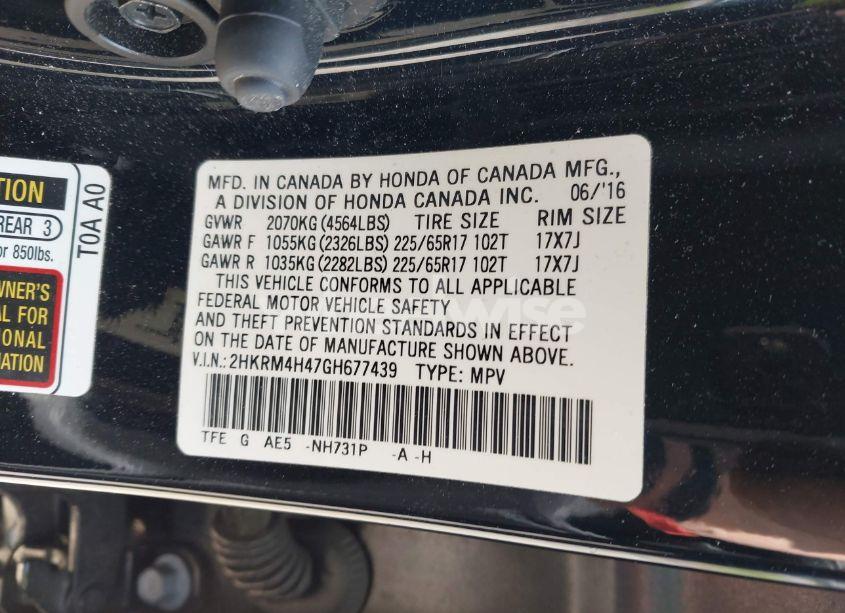 TION
REAR 3
or 850lbs.
WNER'S
AL FOR
IONAL
MATION
T0A A0
MFD. IN CANADA BY HONDA OF CANADA MFG.,
A DIVISION OF HONDA CANADA INC. 06/'16
GVWR 2070KG (4564LBS) TIRE SIZE RIM SIZE
GAWR F 1055KG (2326LBS) 225/65R17 102T 17X7J
GAWR R 1035KG (2282LBS) 225/65R17 102T 17X7J
THIS VEHICLE CONFORMS TO ALL APPLICABLE
FEDERAL MOTOR VEHICLE SAFETY
AND THEFT PREVENTION STANDARDS IN EFFECT
ON THE DATE OF MANUFACTURE SHOWN ABOVE.
V.I.N.: 2HKRM4H47GH677439 TYPE: MPV
TFE G AE5 -NH731P -A -H